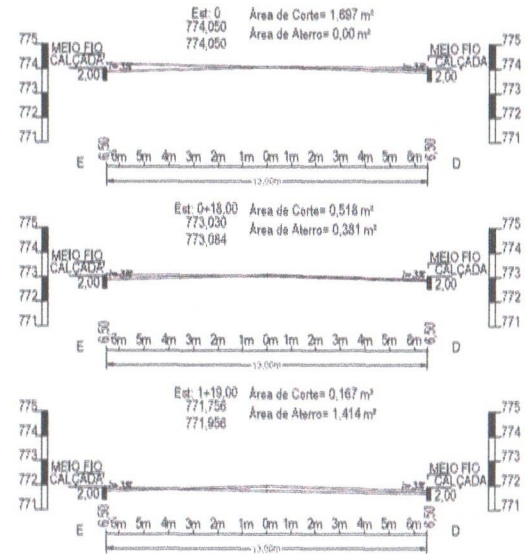 Est: 0 Área de Corte= 1,697 m²
774,050 Área de Aterro= 0,00 m²
774,050
775 775
MEIO FIO MEIO FIO
774 CALÇADA CALÇADA 774
2,00 2,00
773 773
772 772
771 771
6,50 6,50
E 6m 5m 4m 3m 2m 1m 0m 1m 2m 3m 4m 5m 6m D
13,00m
Est: 0+18,00 Área de Corte= 0,518 m²
773,030 Área de Aterro= 0,381 m²
773,084
775 775
774 774
MEIO FIO MEIO FIO
CALÇADA CALÇADA
773 773
2,00 2,00
772 772
771 771
6,50 6,50
E 6m 5m 4m 3m 2m 1m 0m 1m 2m 3m 4m 5m 6m D
13,00m
Est: 1+19,00 Área de Corte= 0,167 m²
771,756 Área de Aterro= 1,414 m²
771,956
775 775
774 774
773 773
MEIO FIO MEIO FIO
772 CALÇADA CALÇADA 772
2,00 2,00
771 771
6,50 6,50
E 6m 5m 4m 3m 2m 1m 0m 1m 2m 3m 4m 5m 6m D
13,00m